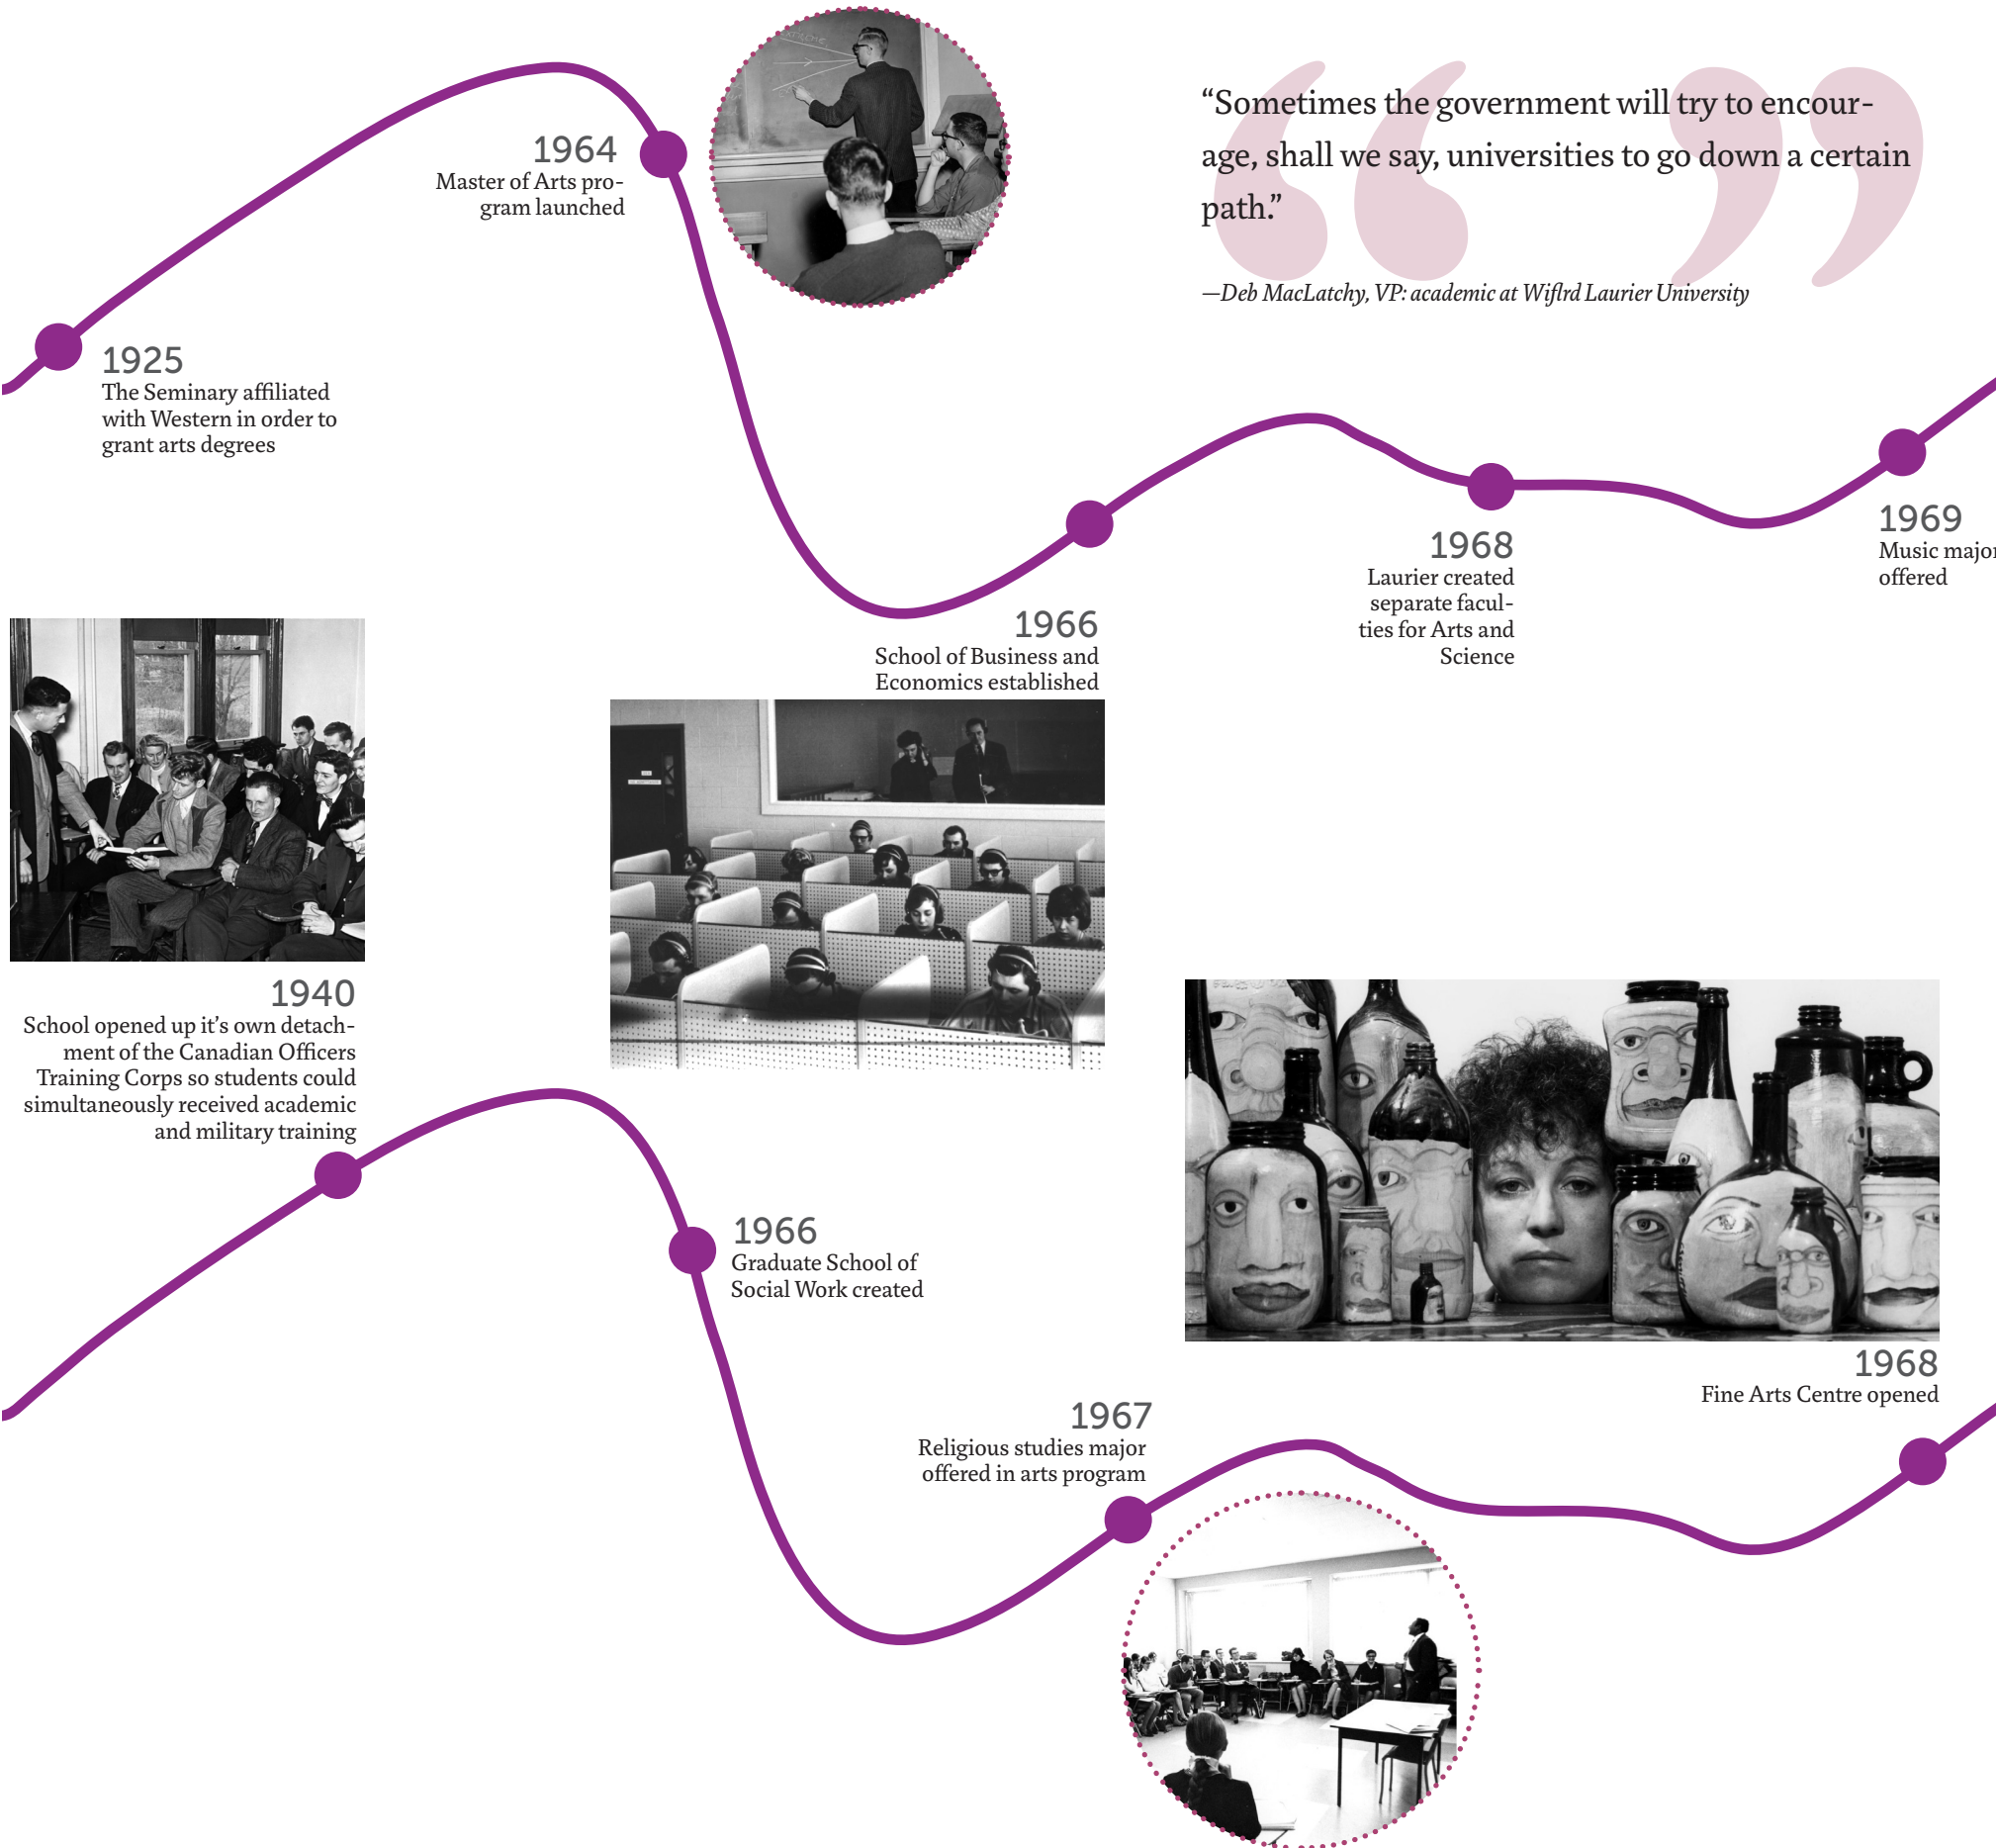 “Sometimes the government will try to encour-
age, shall we say, universities to go down a certain
path.”
—Deb MacLatchy, VP: academic at Wiflrd Laurier University
1964
Master of Arts pro-
gram launched
1925
The Seminary affiliated
with Western in order to
grant arts degrees
1966
School of Business and
Economics established
1968
Laurier created
separate facul-
ties for Arts and
Science
1969
Music major
offered
1940
School opened up it’s own detach-
ment of the Canadian Officers
Training Corps so students could
simultaneously received academic
and military training
1966
Graduate School of
Social Work created
1967
Religious studies major
offered in arts program
1968
Fine Arts Centre opened